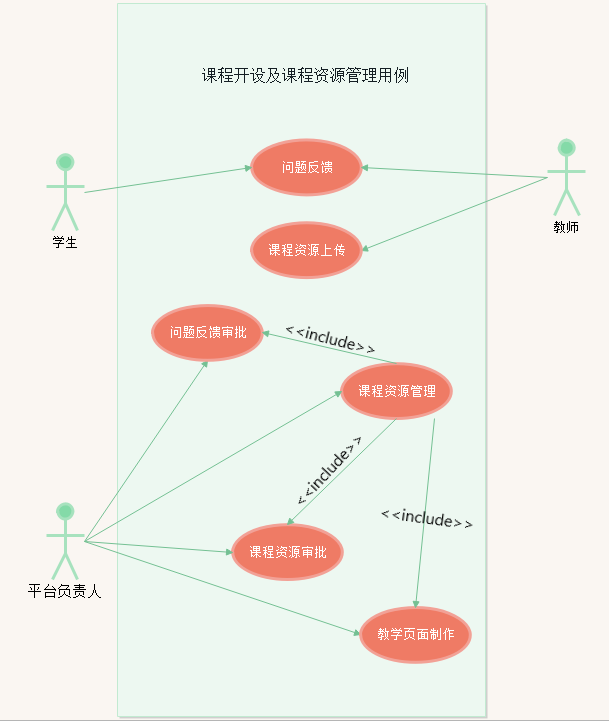 课程开设及课程资源管理用例
问题反馈
学生
教师
课程资源上传
问题反馈审批
<<include>>
课程资源管理
<<include>>
<<include>>
课程资源审批
平台负责人
教学页面制作